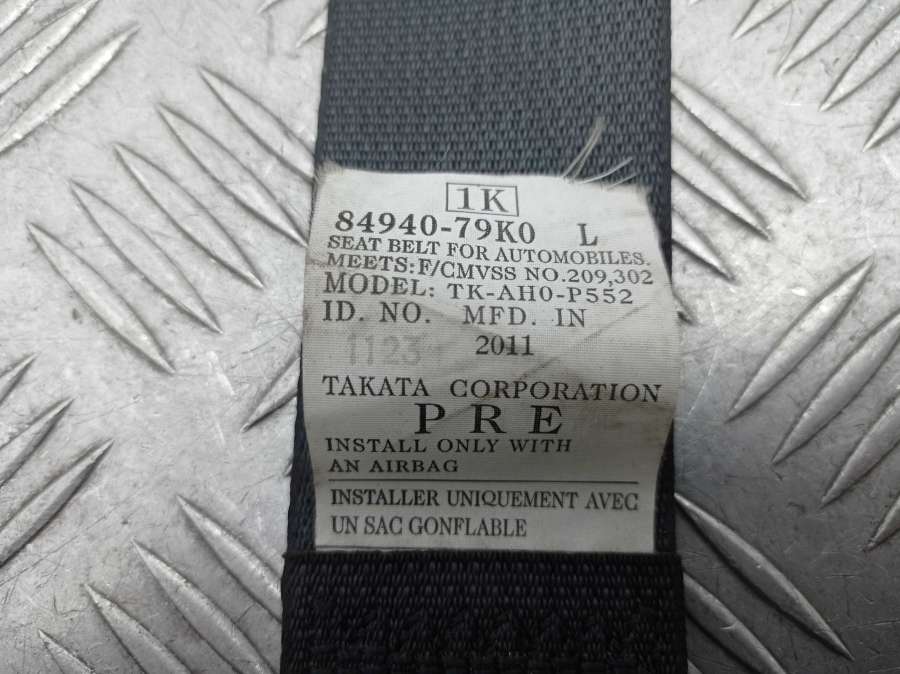 1K
84940-79K0 L
SEAT BELT FOR AUTOMOBILES.
MEETS: F/CMVSS NO.209,302
MODEL: TK-AH0-P552
ID. NO. MFD. IN
1123 2011
TAKATA CORPORATION
PRE
INSTALL ONLY WITH
AN AIRBAG
INSTALLER UNIQUEMENT AVEC
UN SAC GONFLABLE